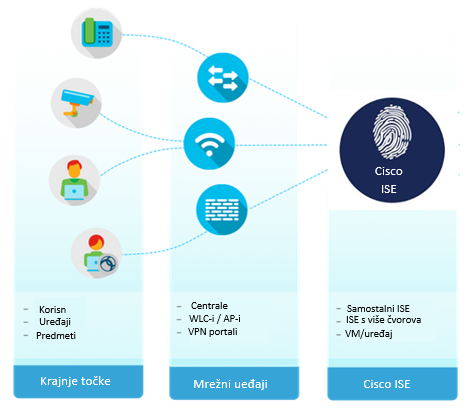 Cisco
ISE
– Korisn
– Uređaji
– Predmeti
– Centrale
– WLC-i / AP-i
– VPN portali
– Samostalni ISE
– ISE s više čvorova
– VM/uređaj
Krajnje točke
Mrežni ueđaji
Cisco ISE